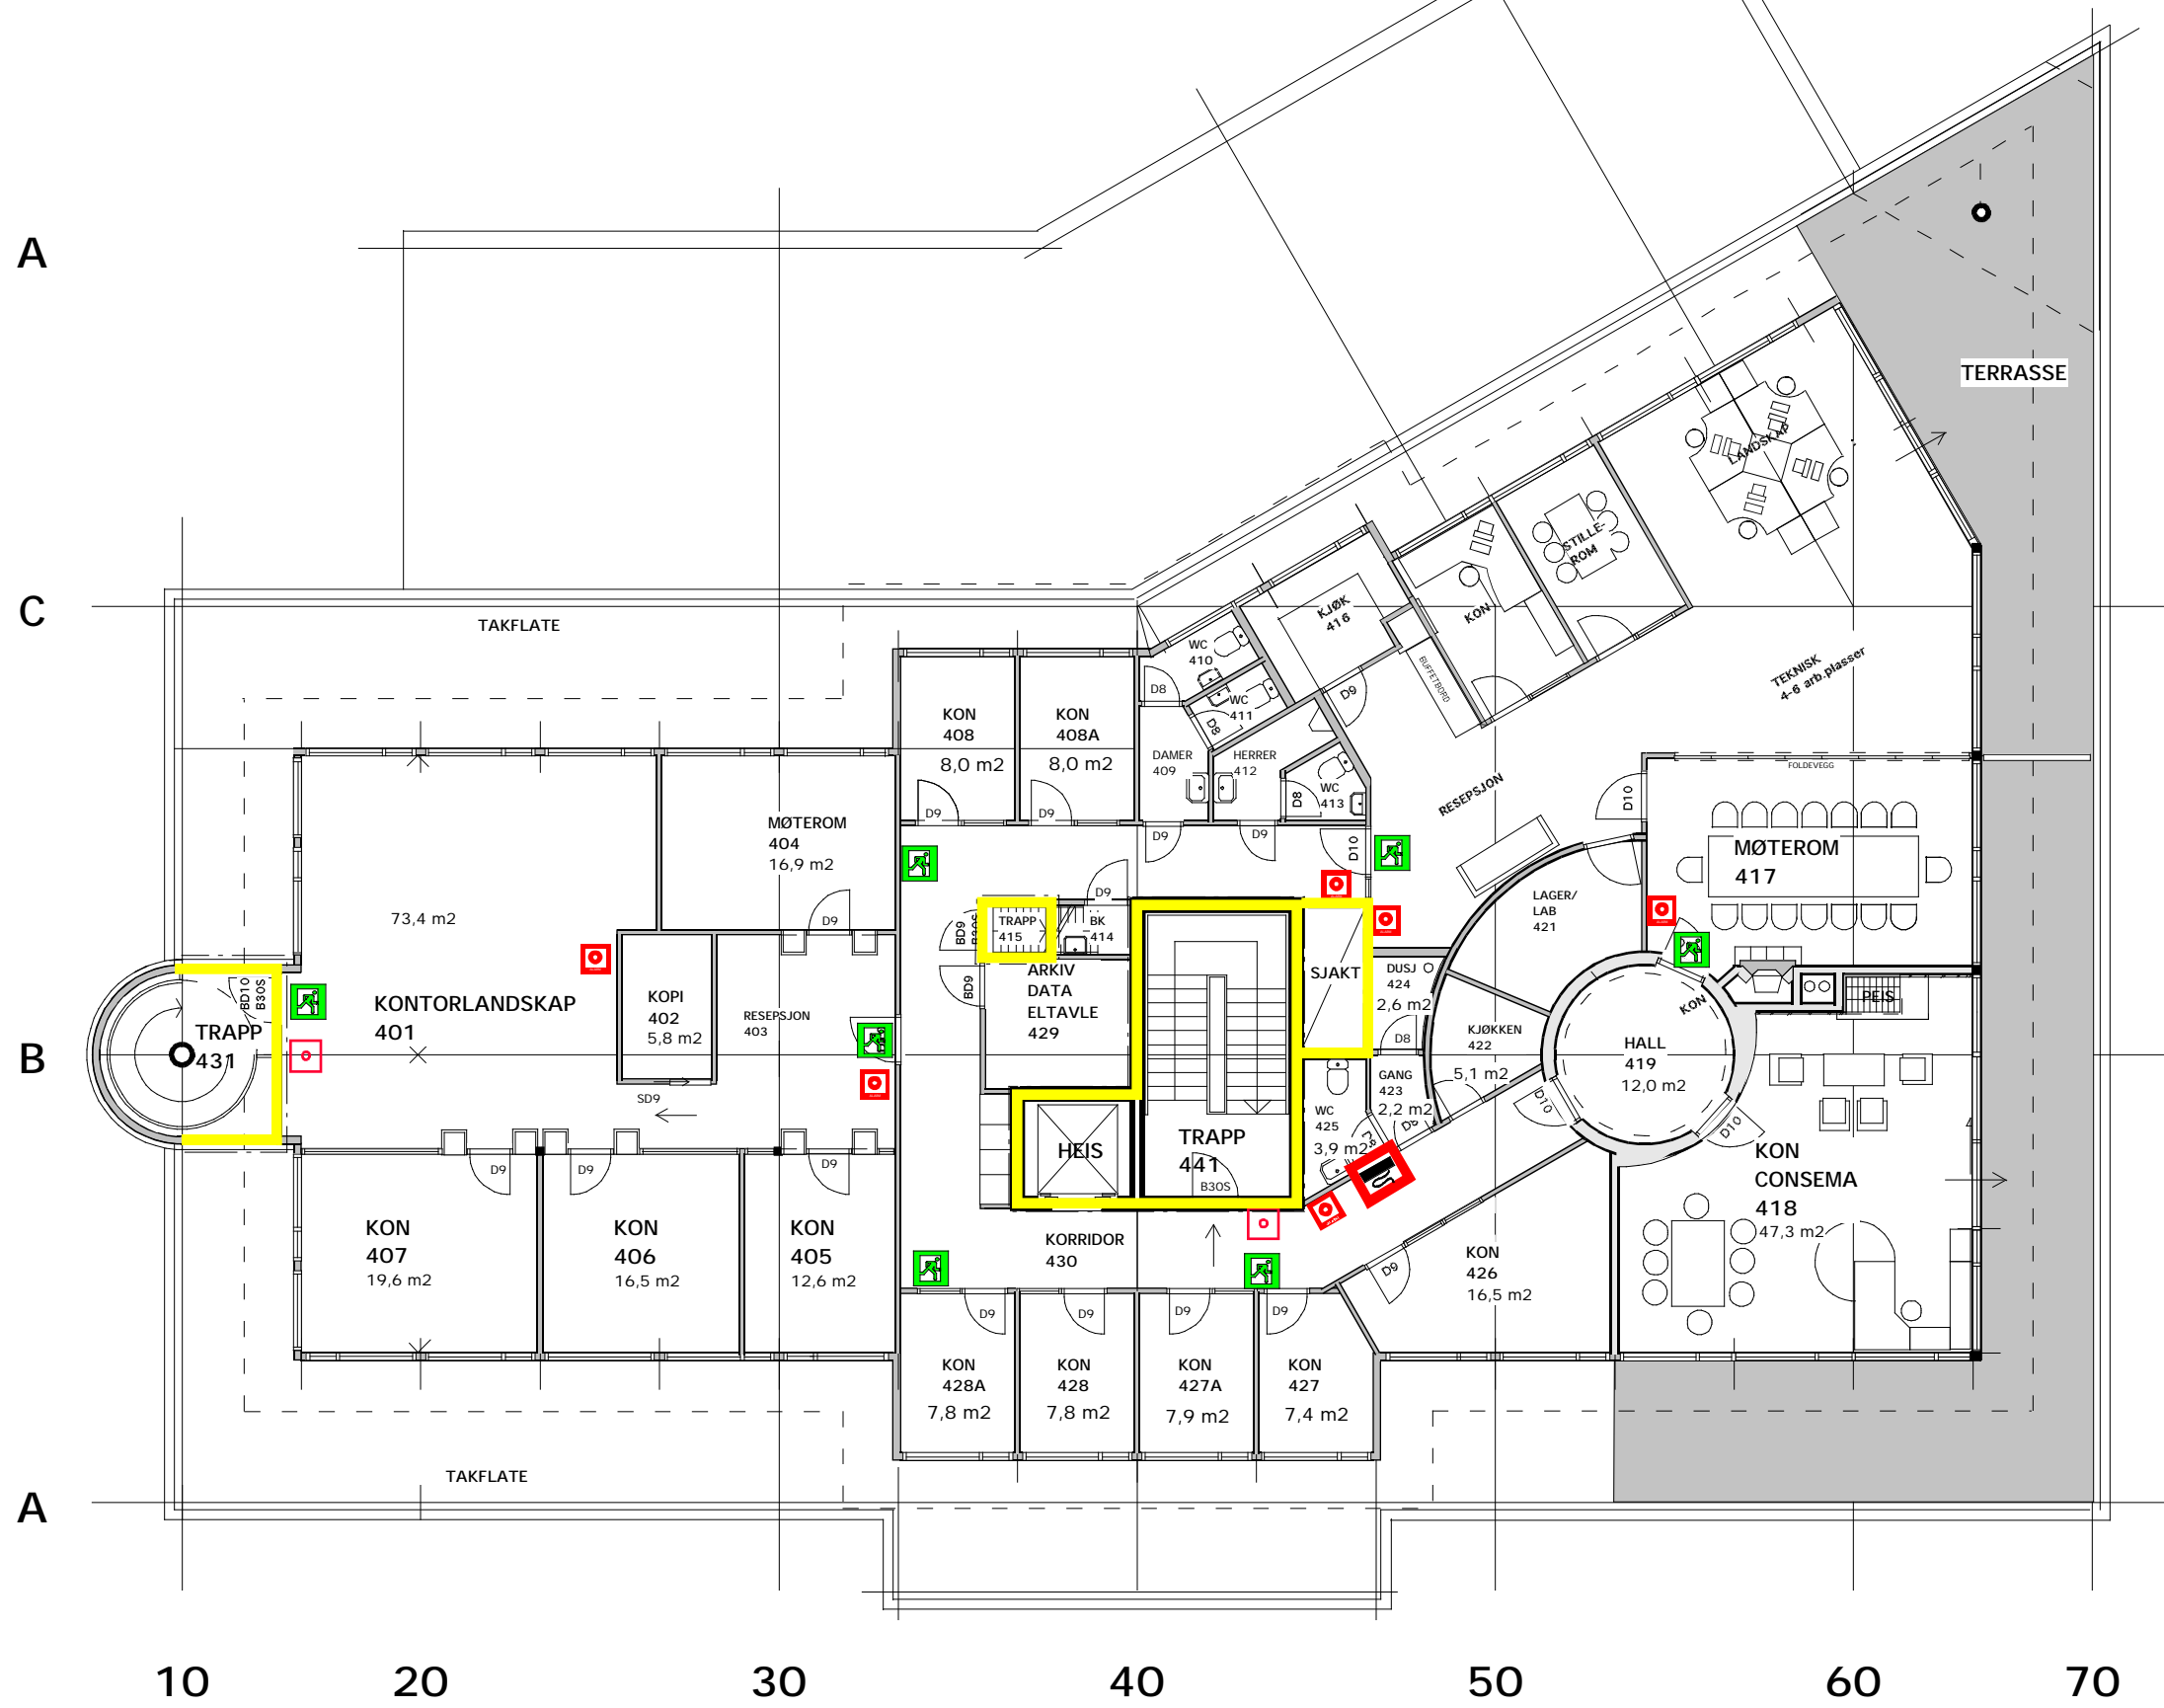 A
TERRASSE
LANDSKAP
STILLE-
ROM
C
TAKFLATE
KJØK
416
KON
BUFFETBORD
TEKNISK
4-6 arb.plasser
WC
410
D8
WC
411
D8
D9
KON
408
8,0 m2
D9
KON
408A
8,0 m2
D9
DAMER
409
D9
HERRER
412
D9
WC
413
D8
D10
RESEPSJON
FOLDEVEGG
D10
MØTEROM
417
MØTEROM
404
16,9 m2
D9
73,4 m2
LAGER/
LAB
421
D9
TRAPP
415
BD9
B30S
BK
414
BD9
ARKIV
DATA
ELTAVLE
429
SJAKT
DUSJ
424
2,6 m2
D8
KJØKKEN
422
5,1 m2
KON
PEIS
B
TRAPP
431
BD10
B30S
KONTORLANDSKAP
401
KOPI
402
5,8 m2
RESEPSJON
403
SD9
HALL
419
12,0 m2
GANG
423
2,2 m2
D8
WC
425
3,9 m2
D8
D10
D10
HEIS
TRAPP
441
B30S
KON
CONSEMA
418
47,3 m2
D9
D9
D9
KON
407
19,6 m2
KON
406
16,5 m2
KON
405
12,6 m2
KORRIDOR
430
KON
426
16,5 m2
D9
D9
D9
D9
D9
KON
428A
7,8 m2
KON
428
7,8 m2
KON
427A
7,9 m2
KON
427
7,4 m2
TAKFLATE
A
10 20 30 40 50 60 70